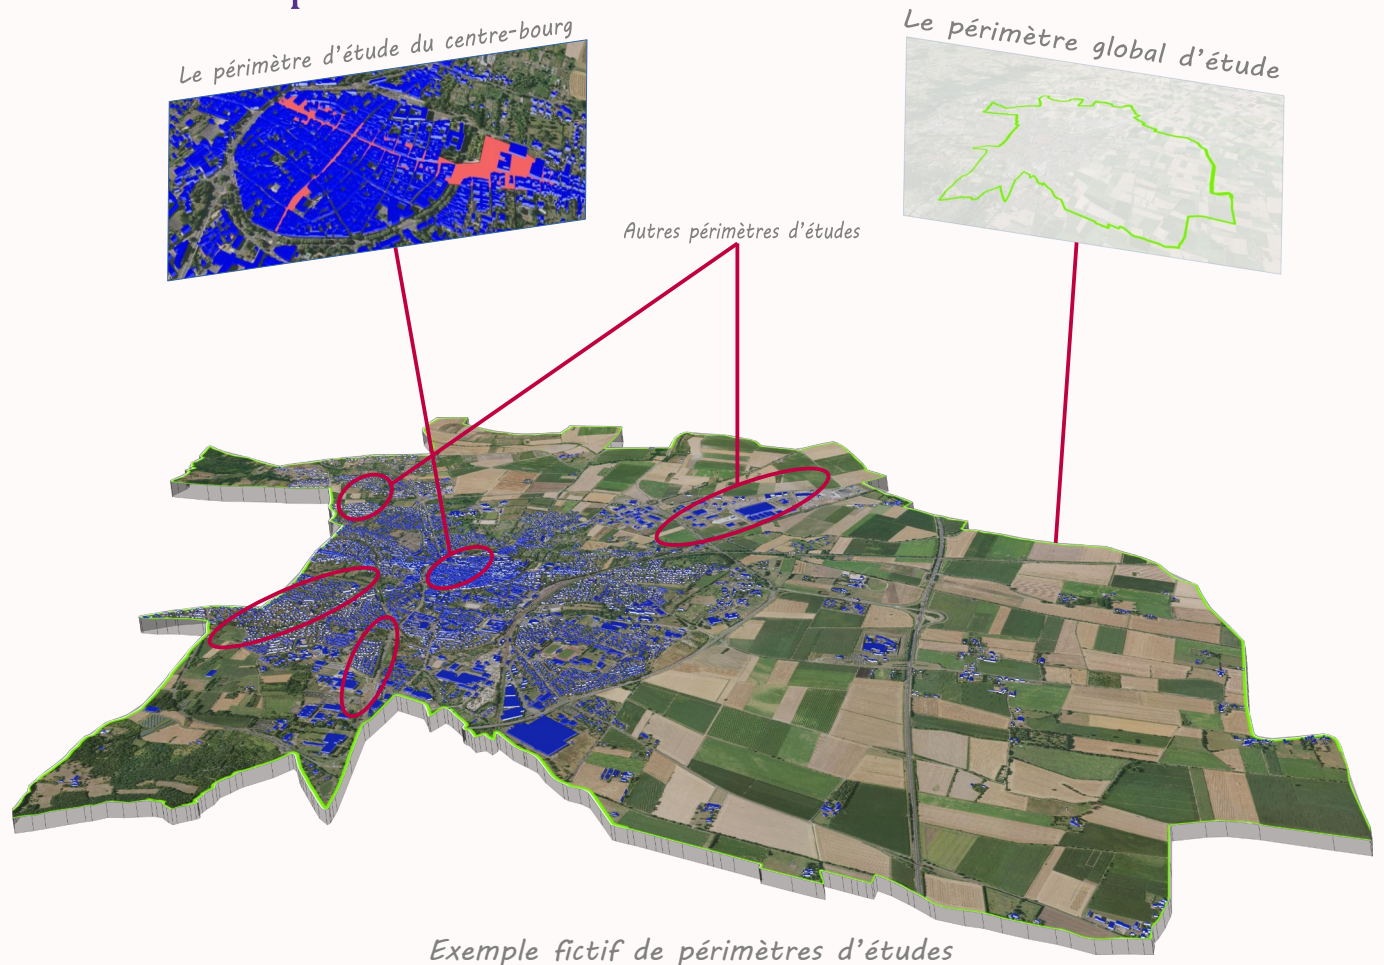 Le périmètre d'étude du centre-bourg
Le périmètre global d'étude
Autres périmètres d'études
Exemple fictif de périmètres d'études